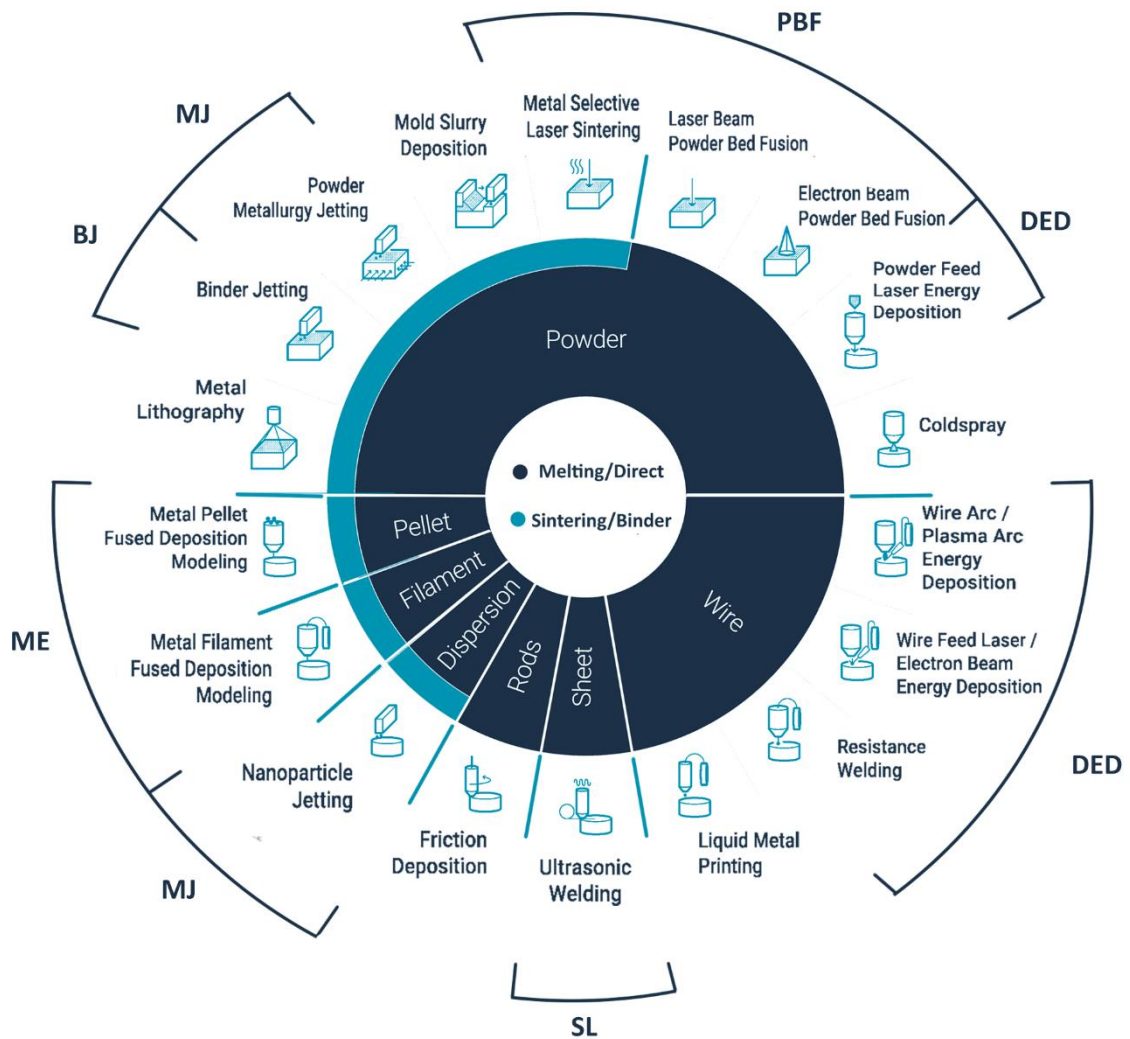 PBF
MJ
Metal Selective
Laser Sintering
Laser Beam
Powder Bed Fusion
Mold Slurry
Deposition
Powder
Metallurgy Jetting
Electron Beam
Powder Bed Fusion
BJ
DED
Binder Jetting
Powder Feed
Laser Energy
Deposition
Powder
Metal
Lithography
Coldspray
Melting/Direct
Sintering/Binder
Metal Pellet
Fused Deposition
Modeling
Pellet
Filament
Dispersion
Rods
Sheet
Wire
Wire Arc /
Plasma Arc
Energy
Deposition
ME
Metal Filament
Fused Deposition
Modeling
Wire Feed Laser /
Electron Beam
Energy Deposition
Nanoparticle
Jetting
Resistance
Welding
DED
Friction
Deposition
Ultrasonic
Welding
Liquid Metal
Printing
MJ
SL